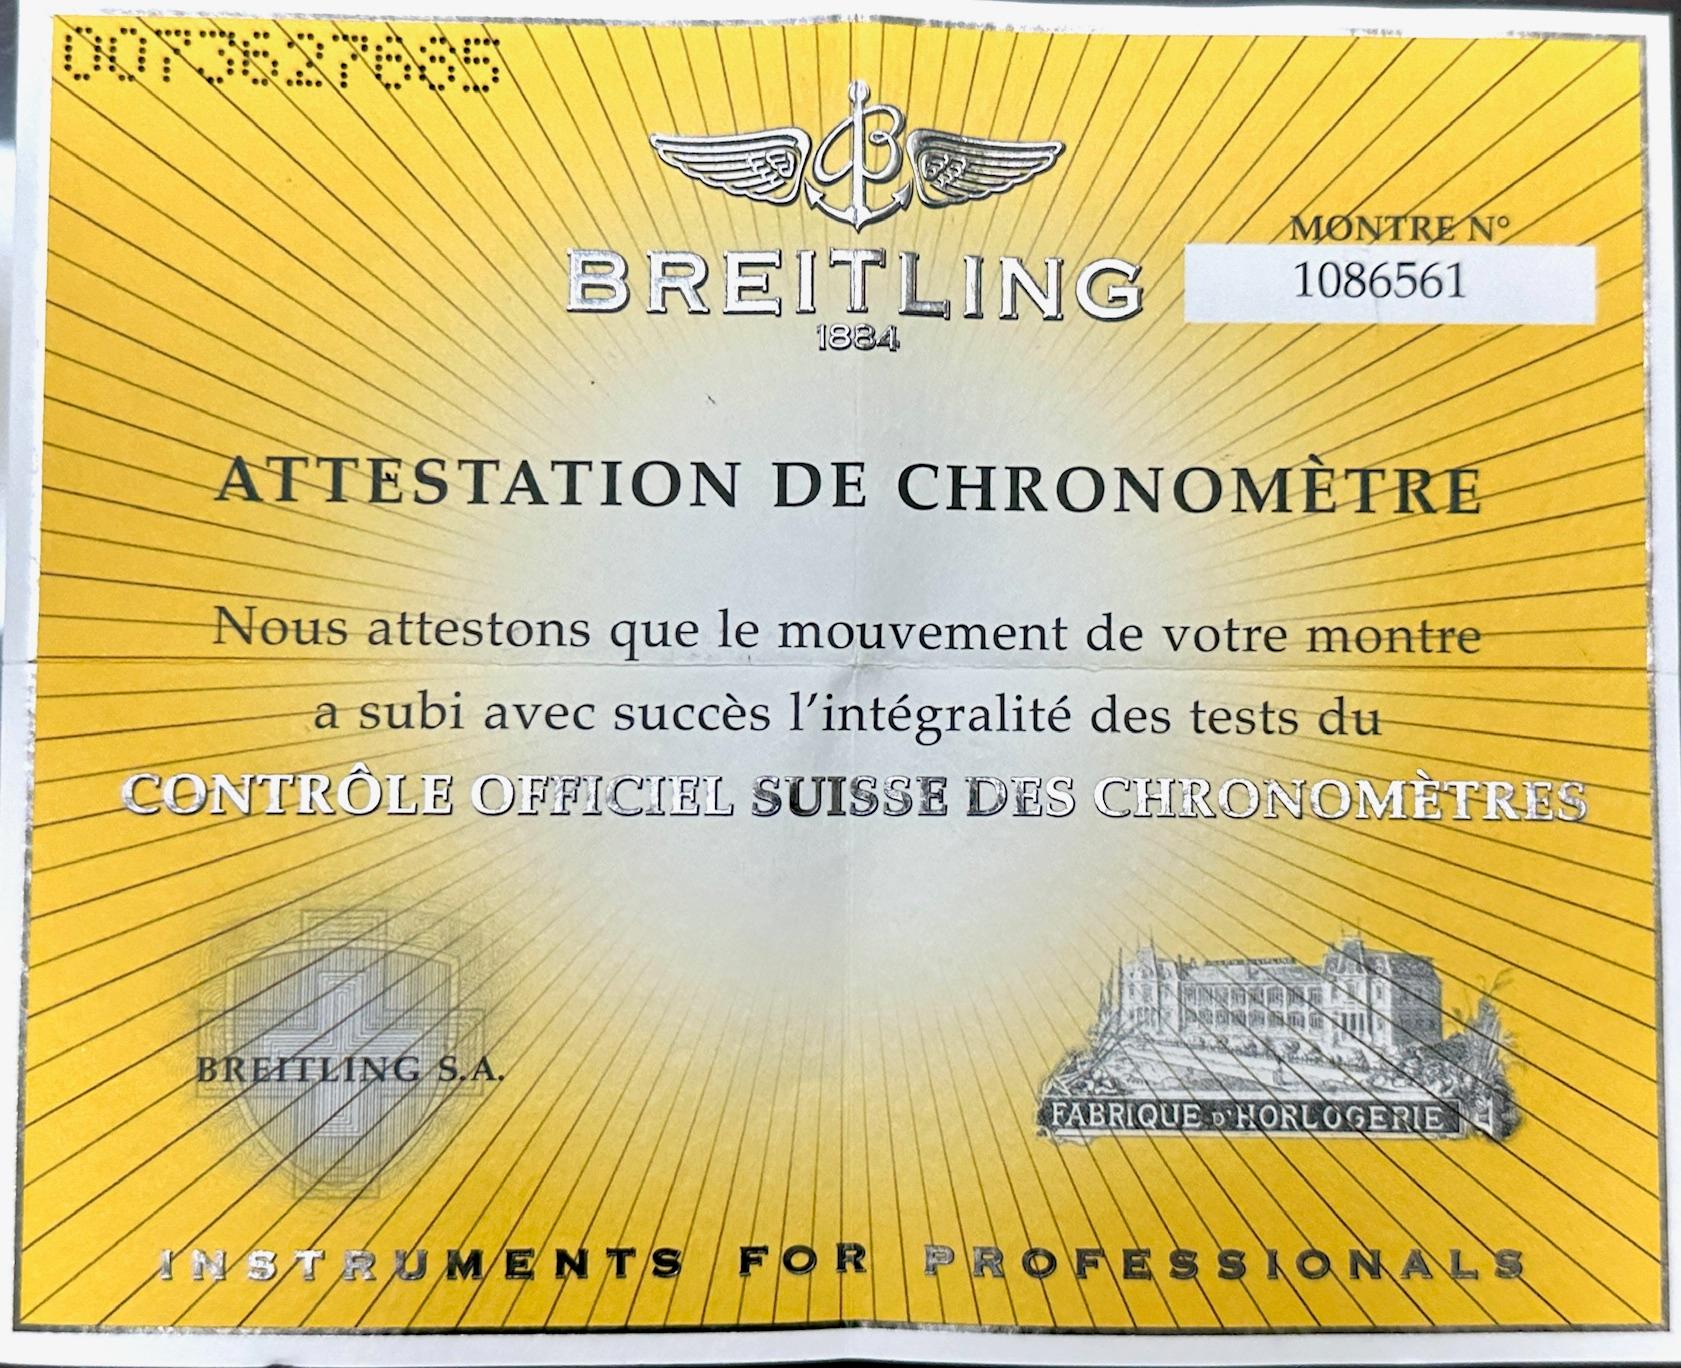 0073627665
BREITLING
1884
MONTRE N°
1086561
ATTESTATION DE CHRONOMÈTRE
Nous attestons que le mouvement de votre montre
a subi avec succès l'intégralité des tests du
CONTRÔLE OFFICIEL SUISSE DES CHRONOMÈTRES
BREITLING S.A.
FABRIQUE D'HORLOGERIE
INSTRUMENTS FOR PROFESSIONALS